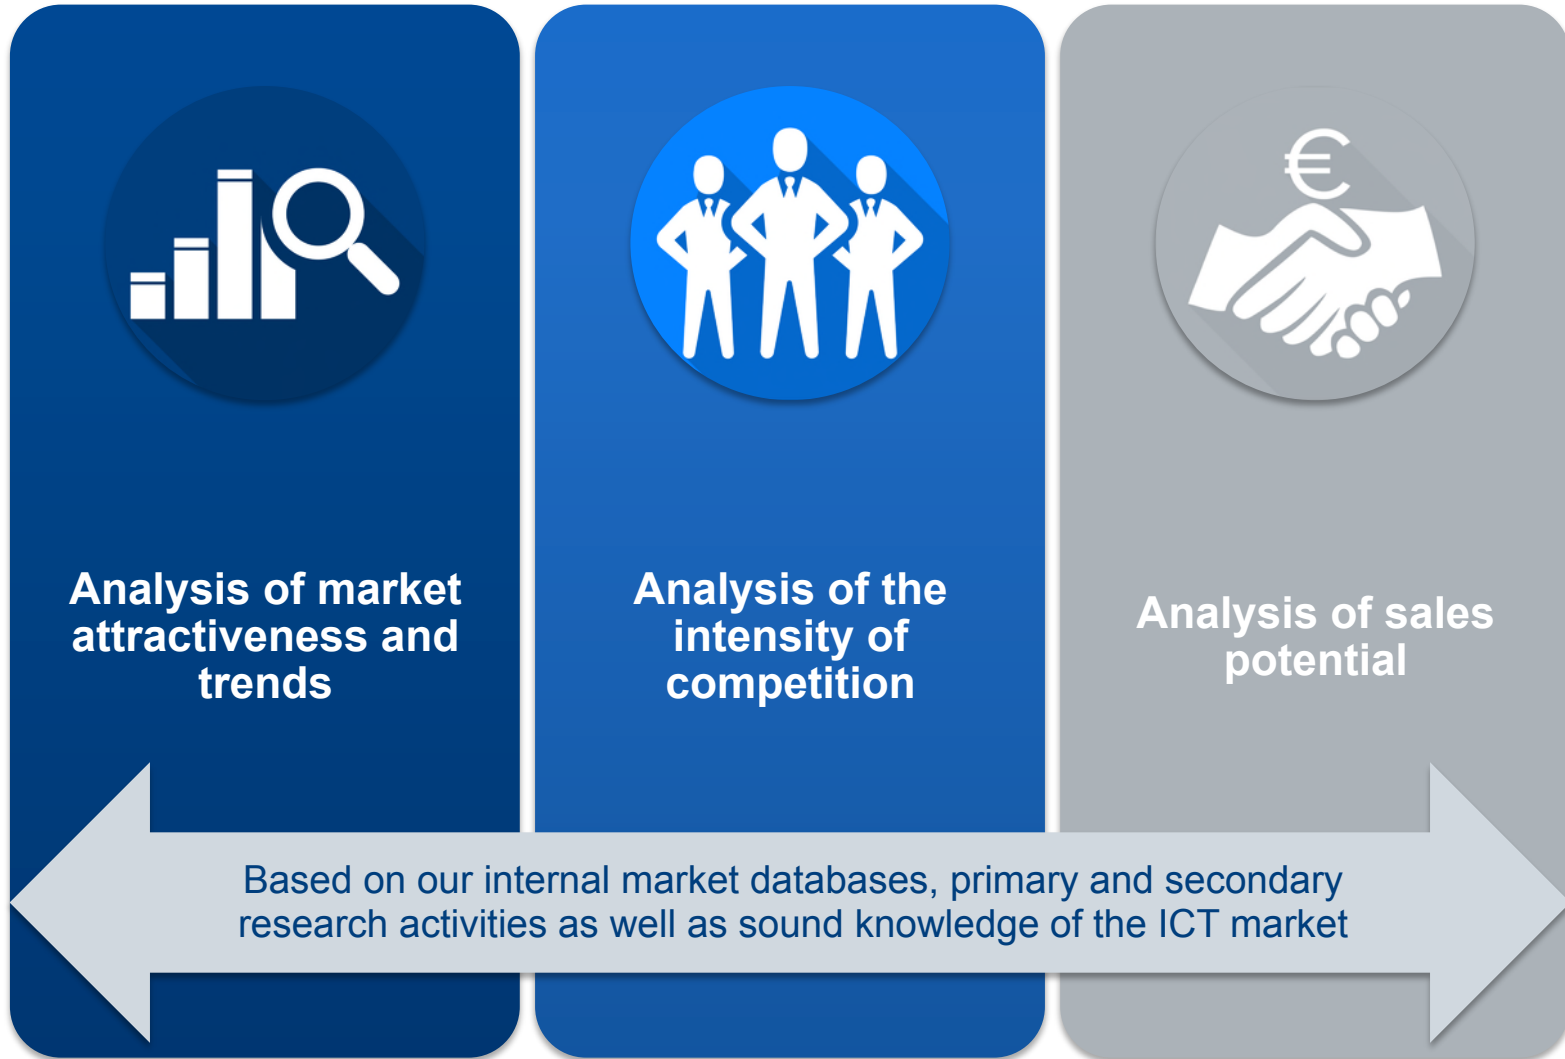 €
Analysis of market
attractiveness and
trends
Analysis of the
intensity of
competition
Analysis of sales
potential
Based on our internal market databases, primary and secondary
research activities as well as sound knowledge of the ICT market